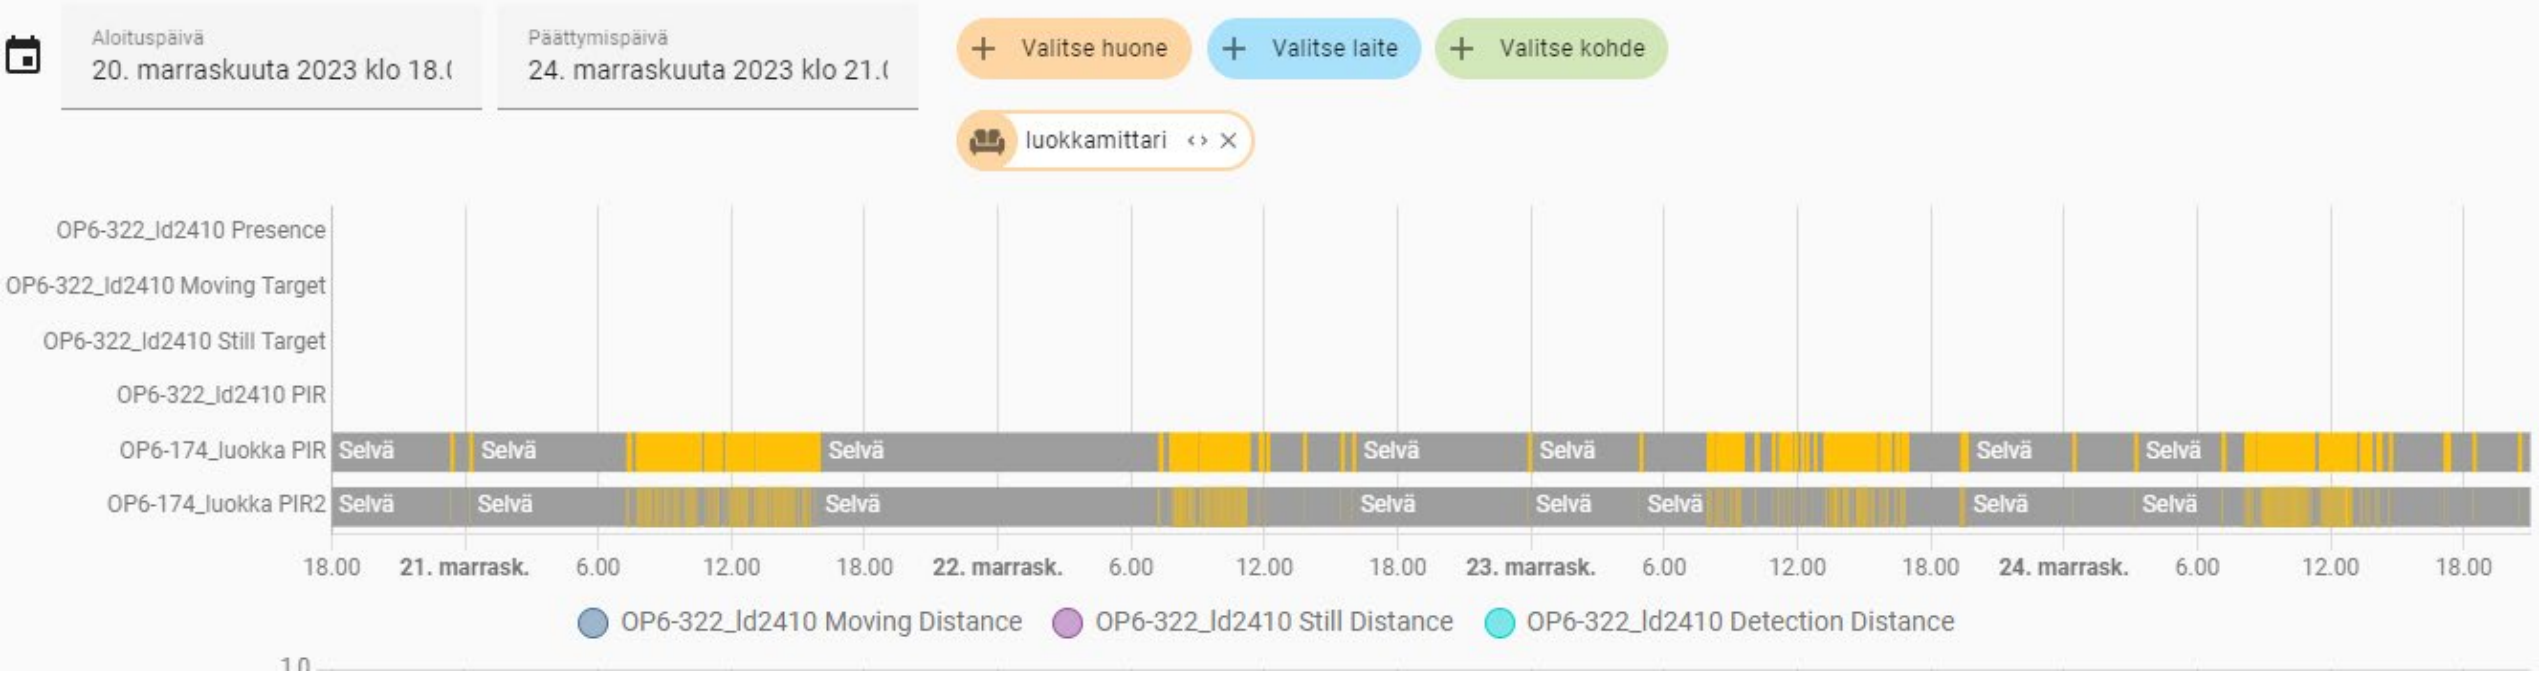 Aloituspäivä
20. marraskuuta 2023 klo 18.0
Päättymispäivä
24. marraskuuta 2023 klo 21.0
Valitse huone
Valitse laite
Valitse kohde
luokkamittari
OP6-322_ld2410 Presence
OP6-322_ld2410 Moving Target
OP6-322_ld2410 Still Target
OP6-322_ld2410 PIR
OP6-174_luokka PIR Selvä Selvä Selvä Selvä Selvä Selvä Selvä
OP6-174_luokka PIR2 Selvä Selvä Selvä Selvä Selvä Selvä Selvä Selvä
18.00 21. marrask. 6.00 12.00 18.00 22. marrask. 6.00 12.00 18.00 23. marrask. 6.00 12.00 18.00 24. marrask. 6.00 12.00 18.00
OP6-322_ld2410 Moving Distance OP6-322_ld2410 Still Distance OP6-322_ld2410 Detection Distance
1.0